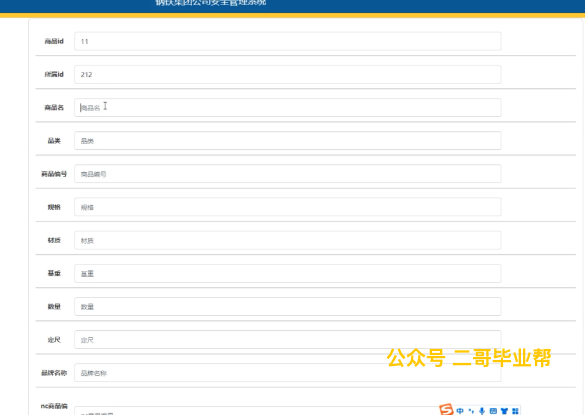 钢铁集团公司安全管理系统
商品id 11
所属id 212
商品名 商品名
品类 品类
商品编号 商品编号
规格 规格
材质 材质
基重 基重
数量 数量
定尺 定尺
公众号 二哥毕业帮
品牌名称 品牌名称
nc商品编
中